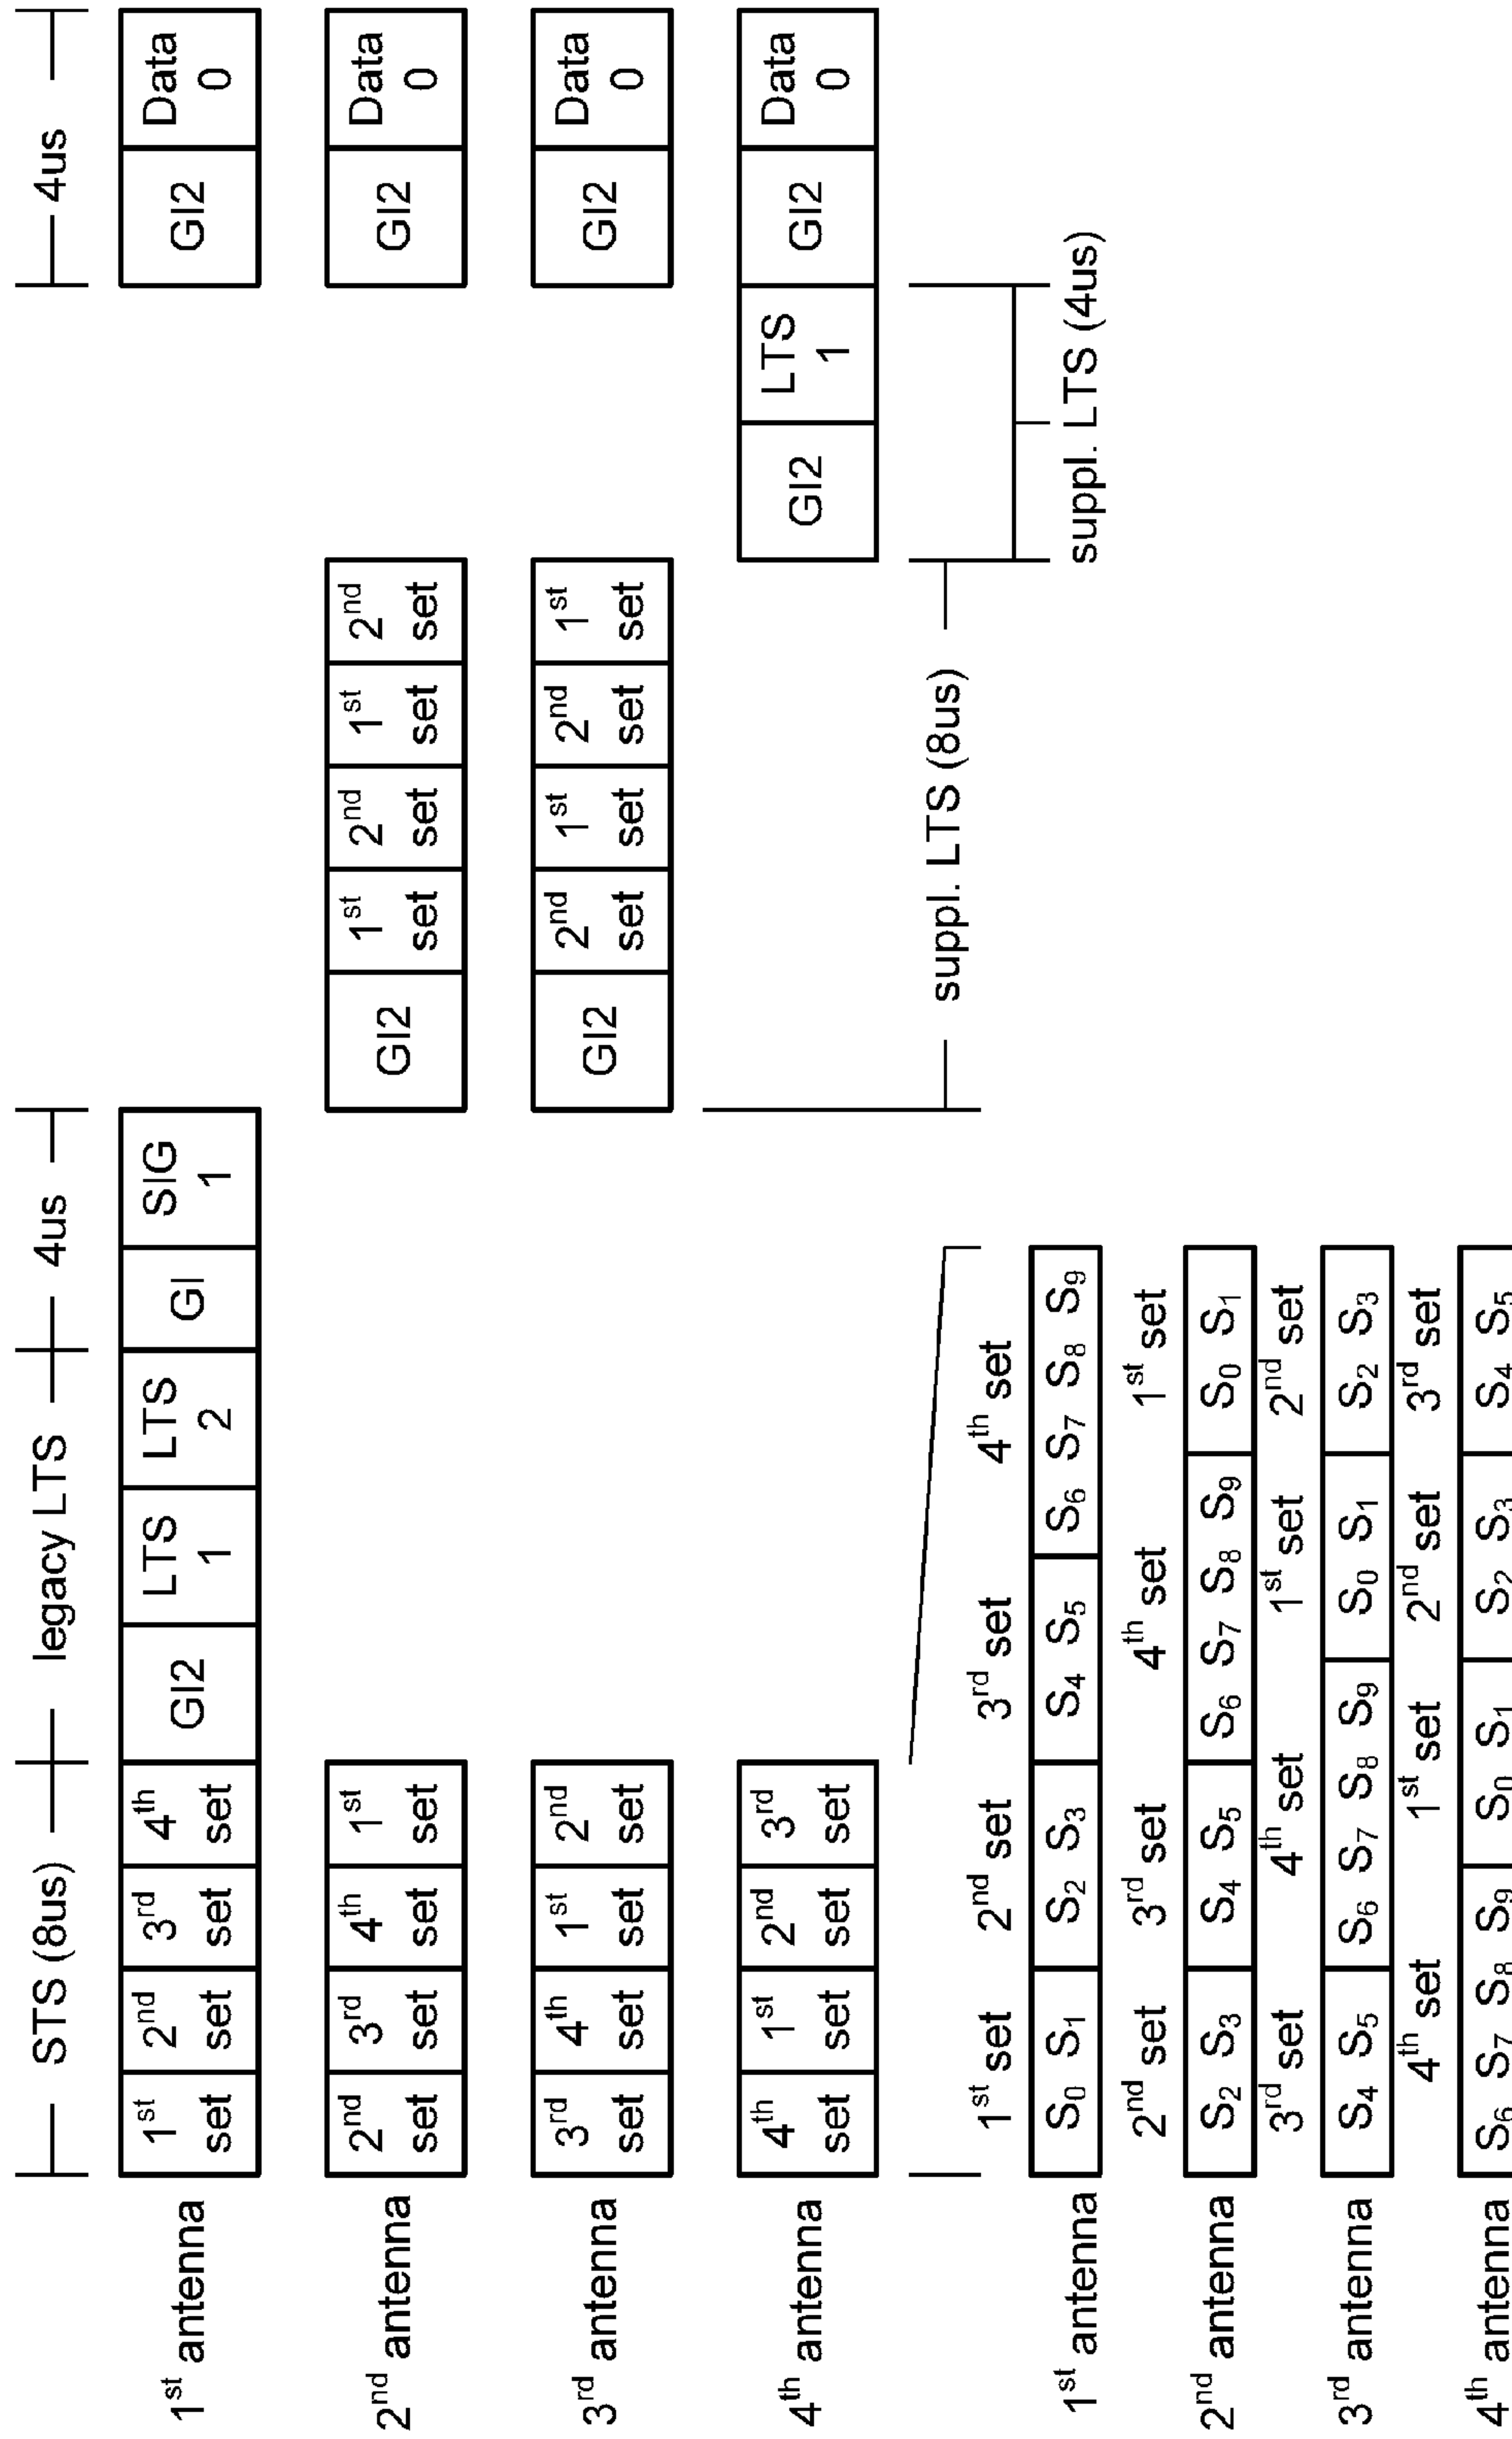 STS (8us) legacy LTS 4us 4us
1st antenna 1st set 2nd set 3rd set 4th set GI2 LTS 1 LTS 2 GI SIG 1 GI2 Data 0
2nd antenna 2nd set 3rd set 4th set 1st set GI2 1st set 2nd set 1st set 2nd set GI2 Data 0
3rd antenna 3rd set 4th set 1st set 2nd set GI2 2nd set 1st set 2nd set 1st set GI2 Data 0
4th antenna 4th set 1st set 2nd set 3rd set GI2 LTS 1 GI2 Data 0
suppl. LTS (8us)
suppl. LTS (4us)
1st set 2nd set 3rd set 4th set
1st antenna S0 S1 S2 S3 S4 S5 S6 S7 S8 S9
2nd set 3rd set 4th set 1st set
2nd antenna S2 S3 S4 S5 S6 S7 S8 S9 S0 S1
3rd set 4th set 1st set 2nd set
3rd antenna S4 S5 S6 S7 S8 S9 S0 S1 S2 S3
4th set 1st set 2nd set 3rd set
4th antenna S6 S7 S8 S9 S0 S1 S2 S3 S4 S5